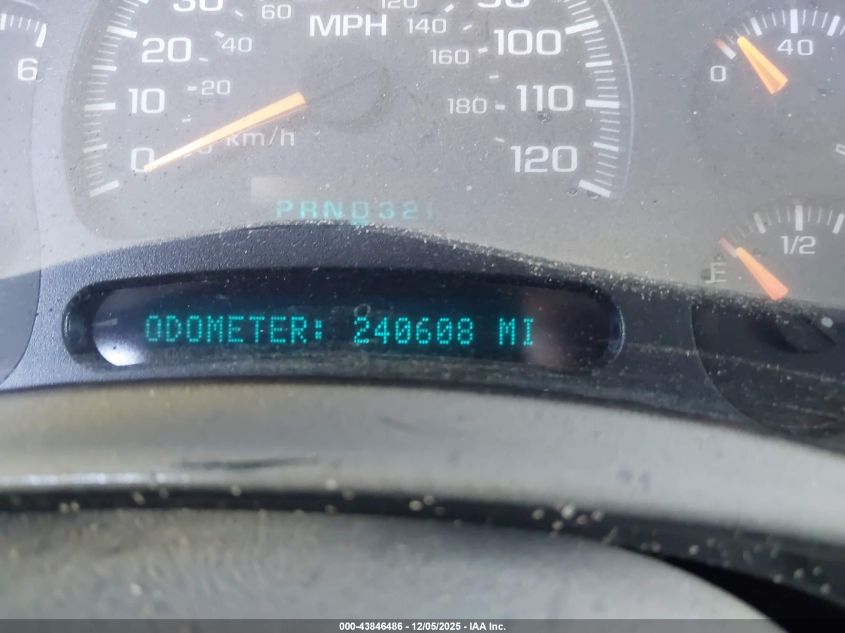 30 60 120 90
MPH 140
20 40 160 100
10 20 180 110
0 km/h 120
6
0 40
PRND321
1/2
E
ODOMETER: 240608 MI
000-43846486 - 12/05/2025 - IAA Inc.